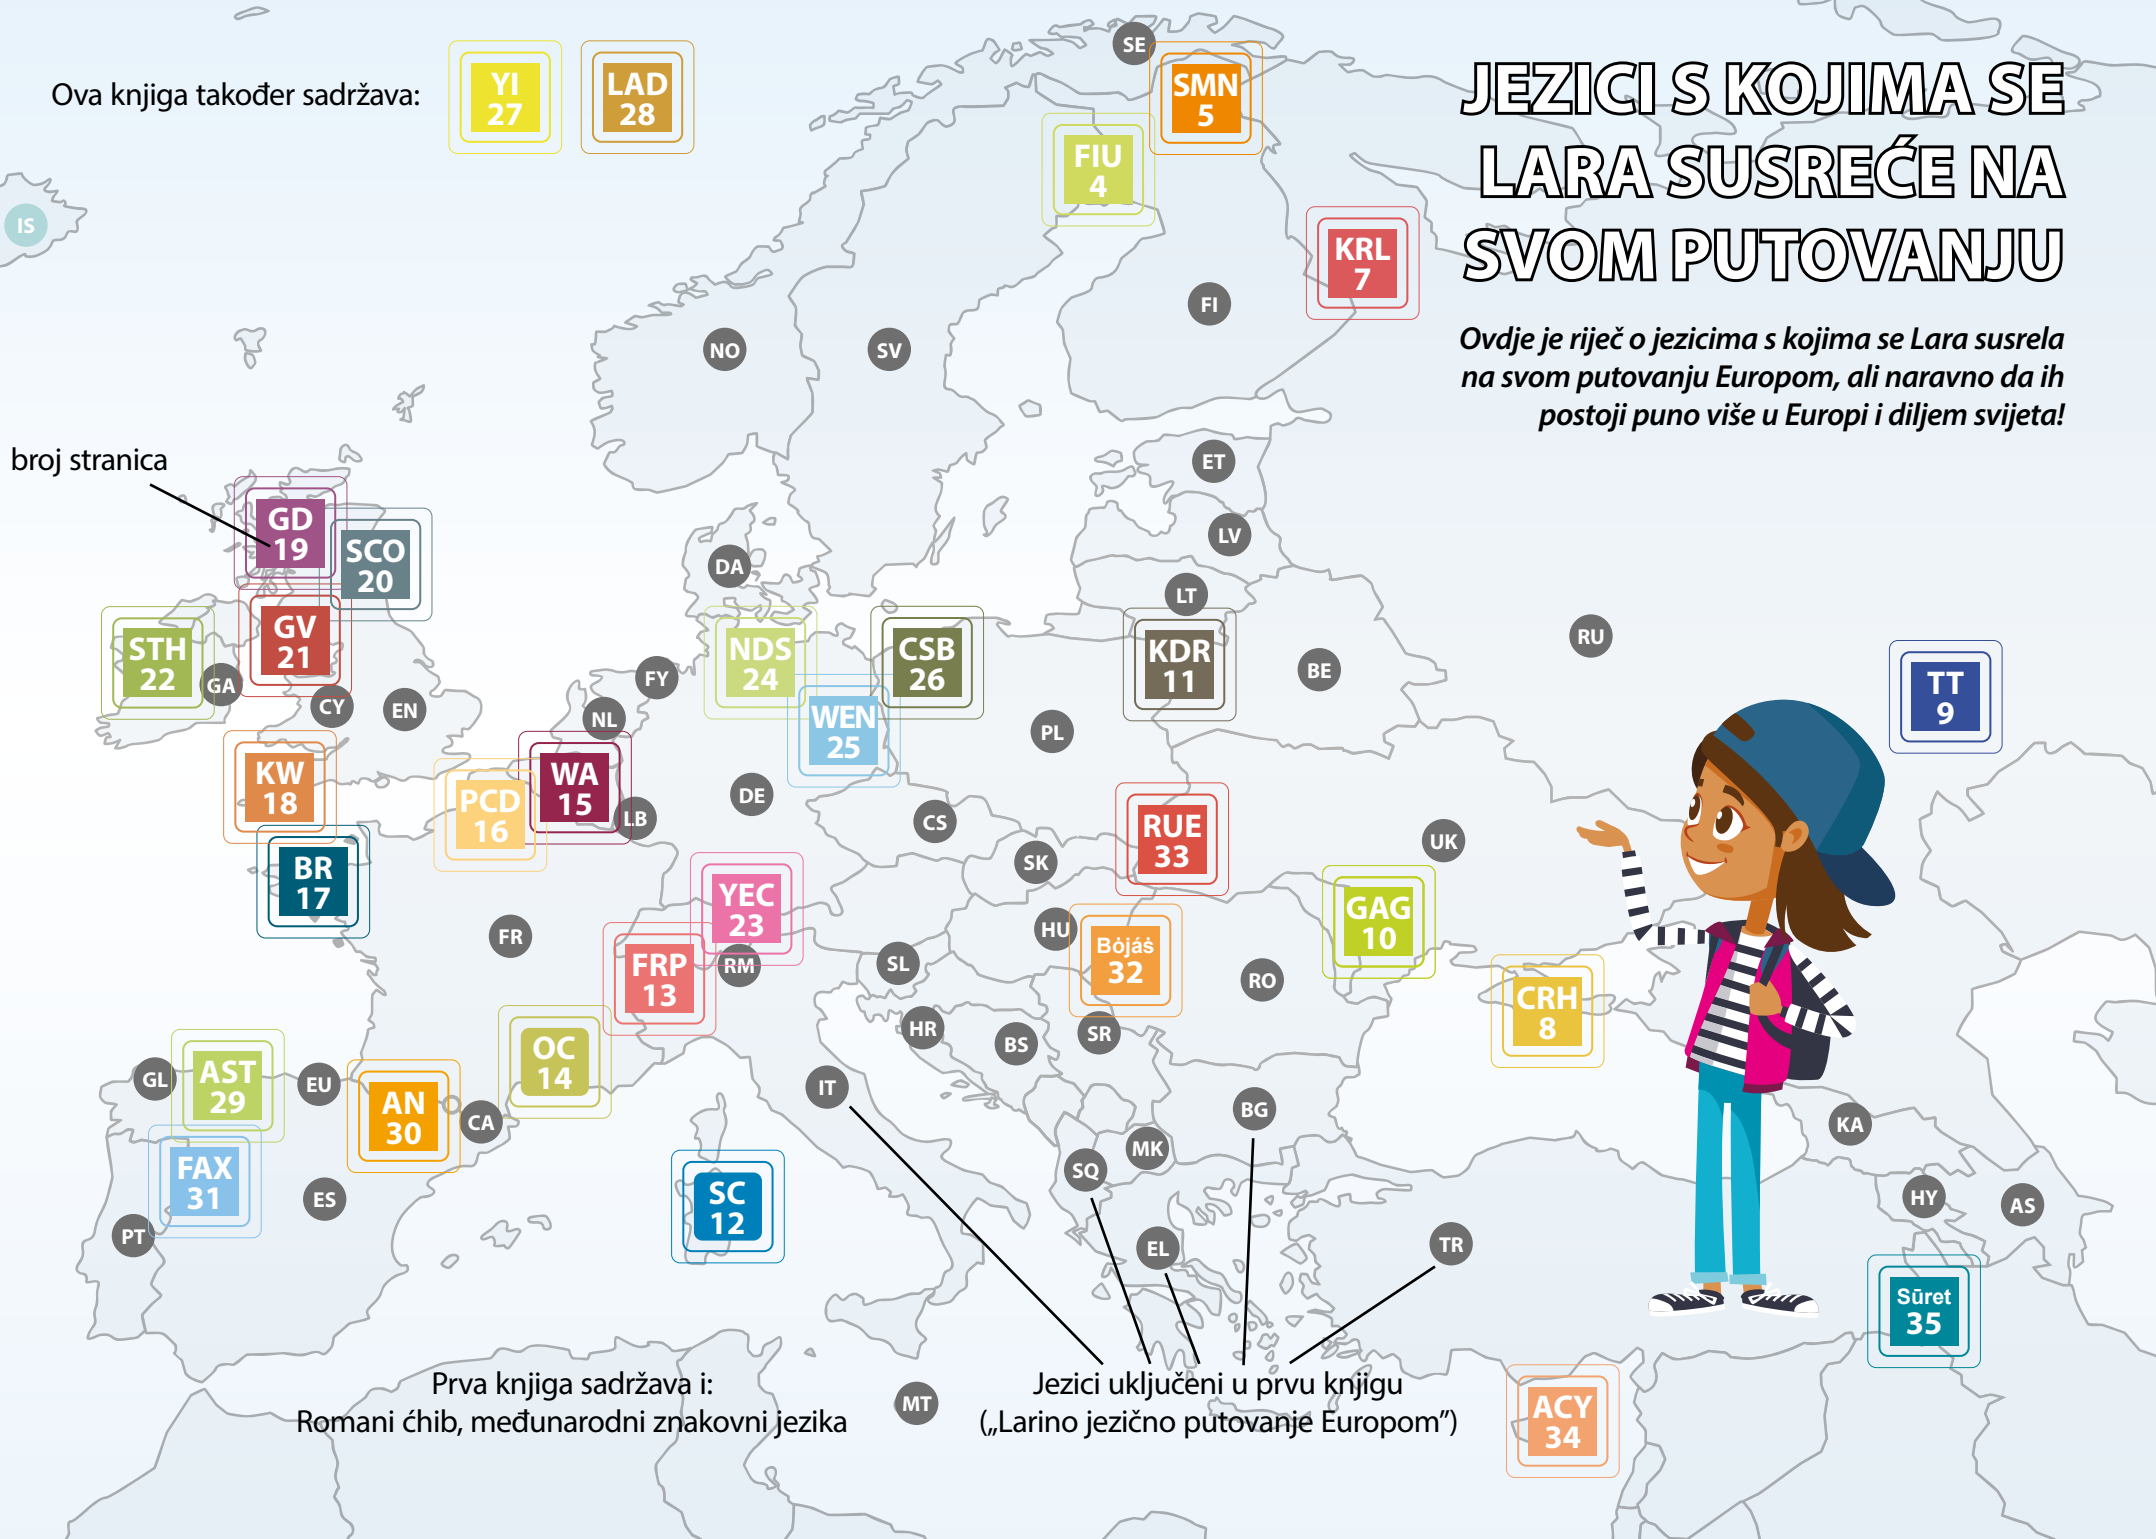 Ova knjiga također sadržava:
YI
27
LAD
28
JEZICI S KOJIMA SE
LARA SUSREĆE NA
SVOM PUTOVANJU
Ovdje je riječ o jezicima s kojima se Lara susrela
na svom putovanju Europom, ali naravno da ih
postoji puno više u Europi i diljem svijeta!
SE
SMN
5
FIU
4
IS
KRL
7
FI
NO
SV
broj stranica
ET
GD
19
SCO
20
LV
DA
LT
GV
21
STH
22
GA
CY
EN
FY
NL
NDS
24
WEN
25
CSB
26
KDR
11
BE
RU
TT
9
PL
KW
18
PCD
16
WA
15
LB
DE
CS
RUE
33
UK
SK
BR
17
YEC
23
GAG
10
FR
FRP
13
RM
SL
HU
Bȯjáṡ
32
RO
CRH
8
HR
BS
SR
OC
14
GL
AST
29
EU
AN
30
CA
IT
BG
KA
MK
SQ
FAX
31
ES
PT
SC
12
EL
TR
HY
AS
Sūret
35
Prva knjiga sadržava i:
Romani ćhib, međunarodni znakovni jezika
MT
Jezici uključeni u prvu knjigu
(„Larino jezično putovanje Europom”)
ACY
34